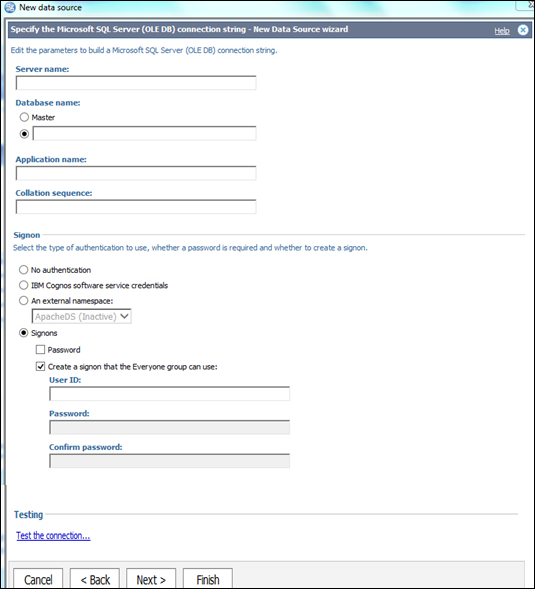 New data source
Specify the Microsoft SQL Server (OLE DB) connection string - New Data Source wizard Help
Edit the parameters to build a Microsoft SQL Server (OLE DB) connection string.
Server name:
Database name:
Master
Application name:
Collation sequence:
Signon
Select the type of authentication to use, whether a password is required and whether to create a signon.
No authentication
IBM Cognos software service credentials
An external namespace:
ApacheDS (Inactive)
Signons
Password
Create a signon that the Everyone group can use:
User ID:
Password:
Confirm password:
Testing
Test the connection...
Cancel < Back Next > Finish